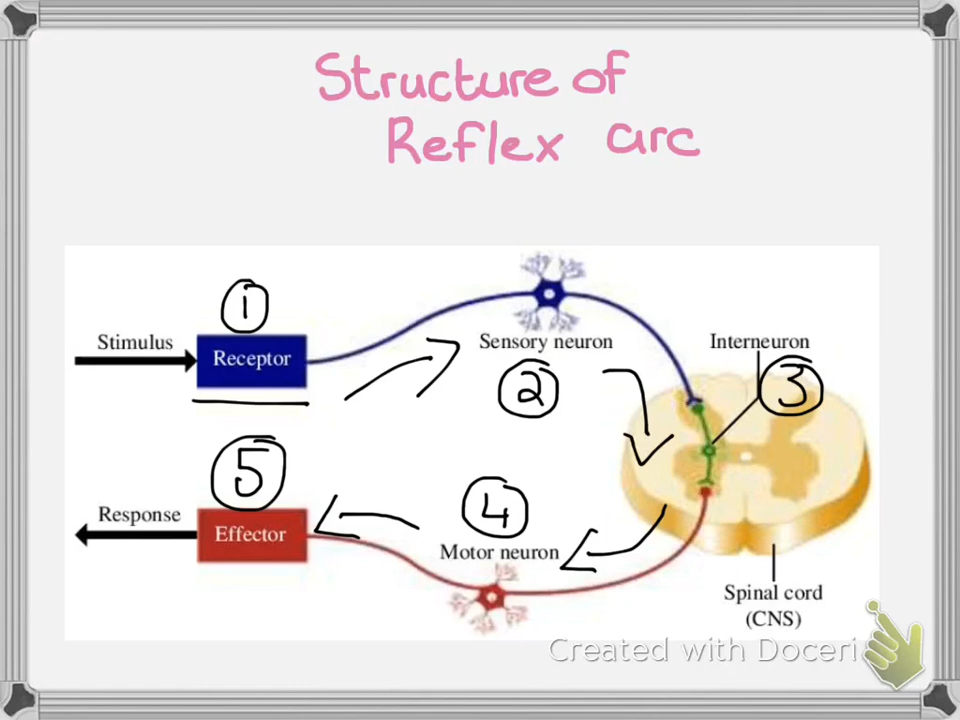 Structure of
Reflex arc
1
Stimulus
Receptor
Sensory neuron
2
Interneuron
3
5
Response
Effector
4
Motor neuron
Spinal cord
(CNS)
Created with Doceri